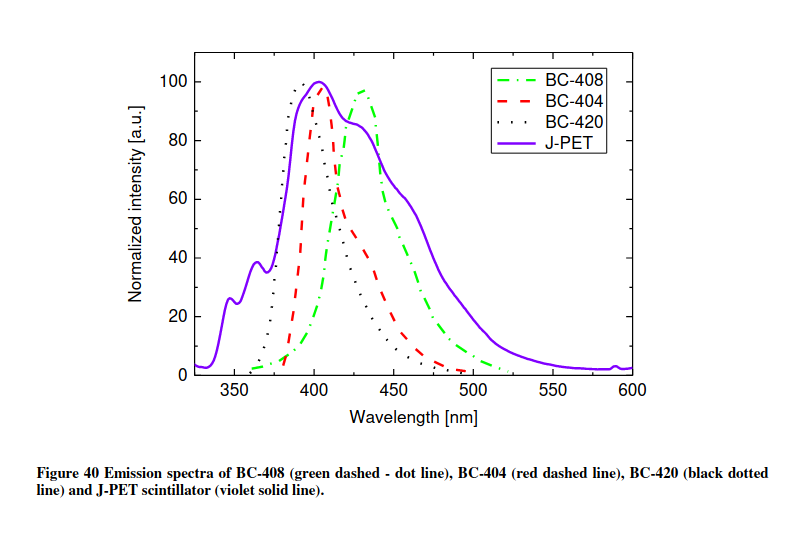 100
80
60
40
20
0
350
400
450
500
550
600
Normalized intensity [a.u.]
Wavelength [nm]
BC-408
BC-404
BC-420
J-PET
Figure 40 Emission spectra of BC-408 (green dashed - dot line), BC-404 (red dashed line), BC-420 (black dotted
line) and J-PET scintillator (violet solid line).